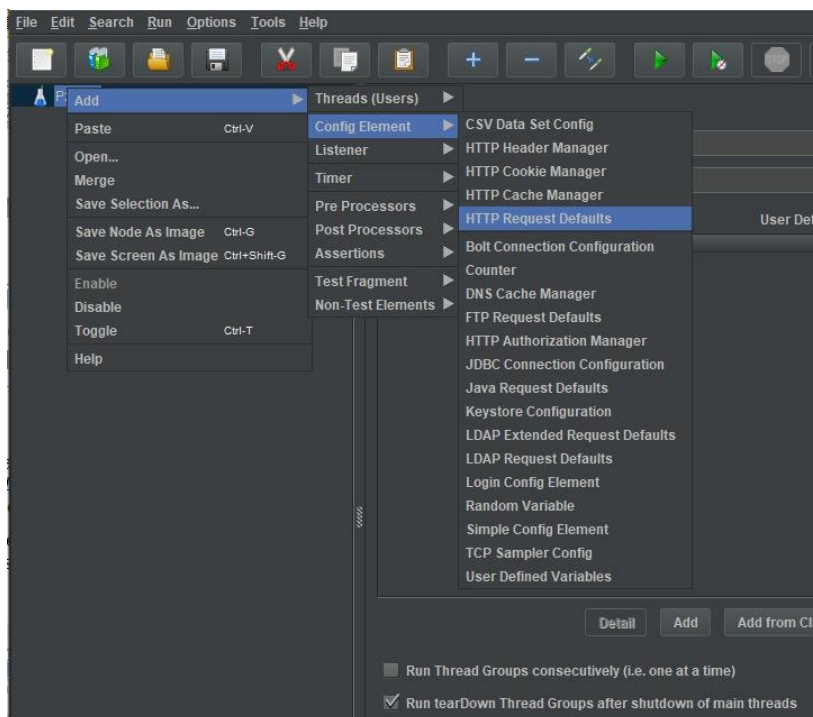 File Edit Search Run Options Tools Help
STOP
Add
Paste Ctrl-V
Open...
Merge
Save Selection As...
Save Node As Image Ctrl-G
Save Screen As Image Ctrl+Shift-G
Enable
Disable
Toggle Ctrl-T
Help
Threads (Users)
Config Element
Listener
Timer
Pre Processors
Post Processors
Assertions
Test Fragment
Non-Test Elements
CSV Data Set Config
HTTP Header Manager
HTTP Cookie Manager
HTTP Cache Manager
HTTP Request Defaults
Bolt Connection Configuration
Counter
DNS Cache Manager
FTP Request Defaults
HTTP Authorization Manager
JDBC Connection Configuration
Java Request Defaults
Keystore Configuration
LDAP Extended Request Defaults
LDAP Request Defaults
Login Config Element
Random Variable
Simple Config Element
TCP Sampler Config
User Defined Variables
User Def
Detail Add Add from Cl
Run Thread Groups consecutively (i.e. one at a time)
Run tearDown Thread Groups after shutdown of main threads